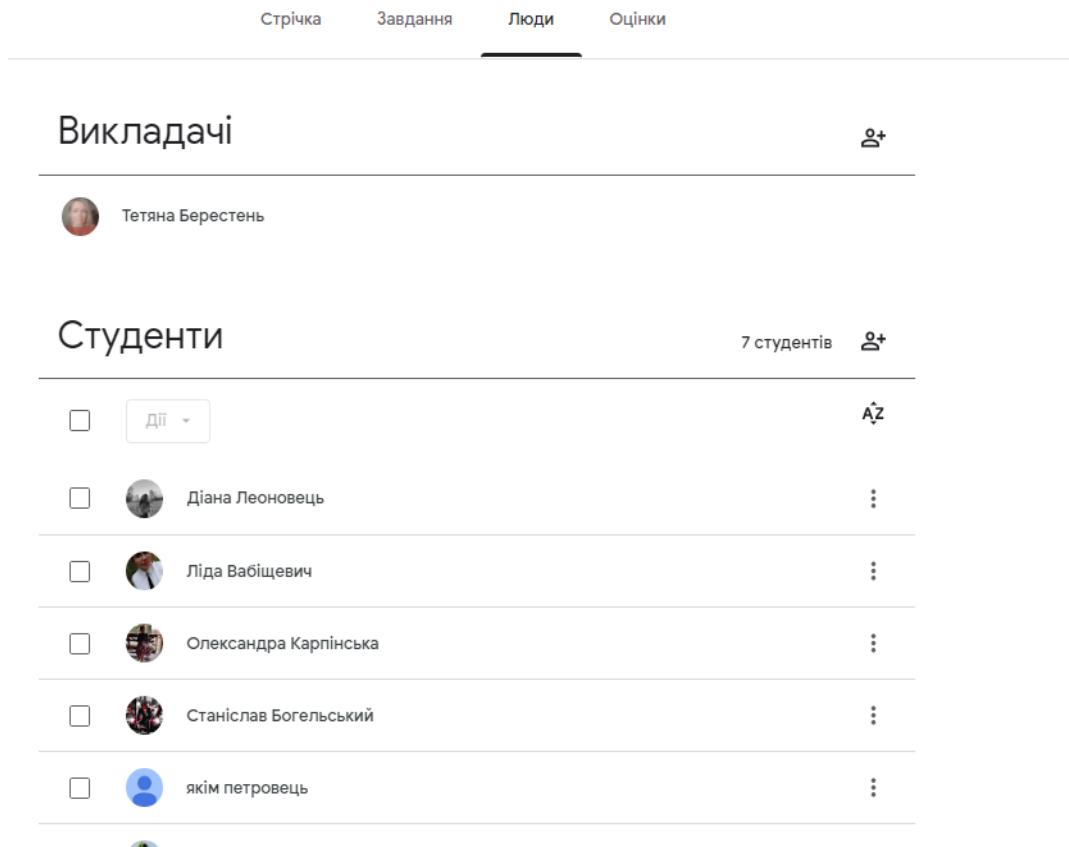 Стрічка Завдання Люди Оцінки
Викладачі
Тетяна Берестень
Студенти 7 студентів
Дії AZ
Діана Леоновець
Ліда Вабіщевич
Олександра Карпінська
Станіслав Богельський
якім петровець